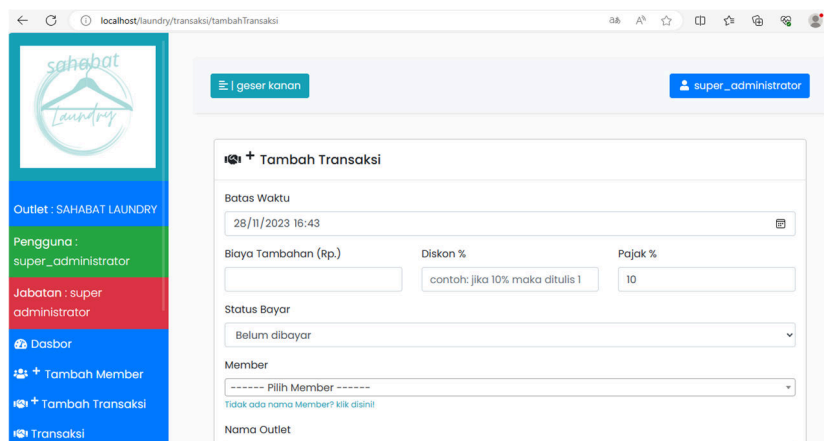 localhost/laundry/transaksi/tambahTransaksi
sahabat
Laundry
| geser kanan
super_administrator
Outlet : SAHABAT LAUNDRY
Pengguna :
super_administrator
Jabatan : super
administrator
Dasbor
+ Tambah Member
+ Tambah Transaksi
Transaksi
+ Tambah Transaksi
Batas Waktu
28/11/2023 16:43
Biaya Tambahan (Rp.) Diskon % Pajak %
contoh: jika 10% maka ditulis 1 10
Status Bayar
Belum dibayar
Member
------ Pilih Member ------
Tidak ada nama Member? klik disini!
Nama Outlet